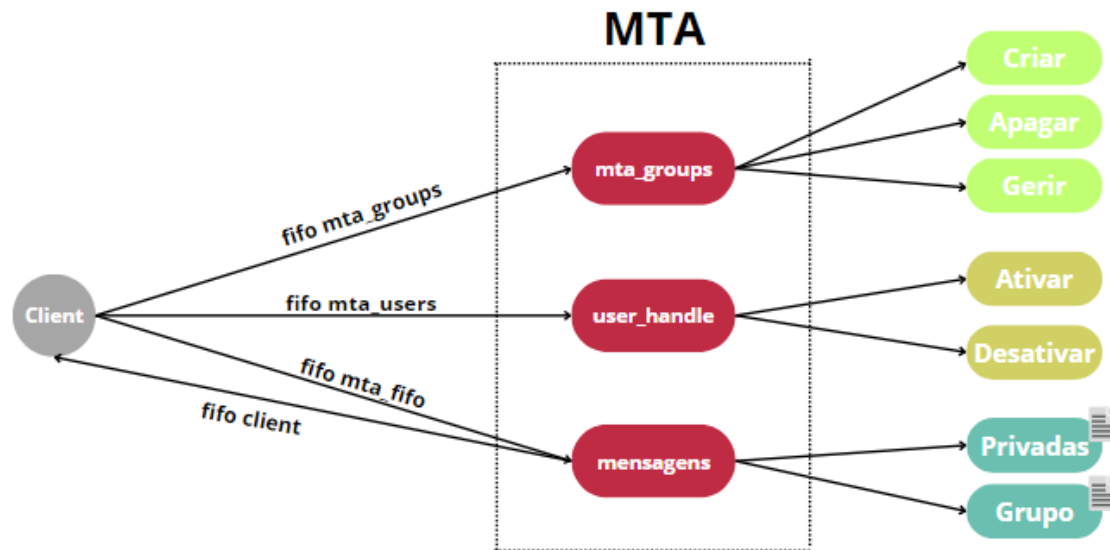 MTA
Criar
Apagar
mta_groups
Gerir
fifo mta_groups
Ativar
fifo mta_users
Client
user_handle
Desativar
fifo mta_fifo
fifo client
Privadas
mensagens
Grupo